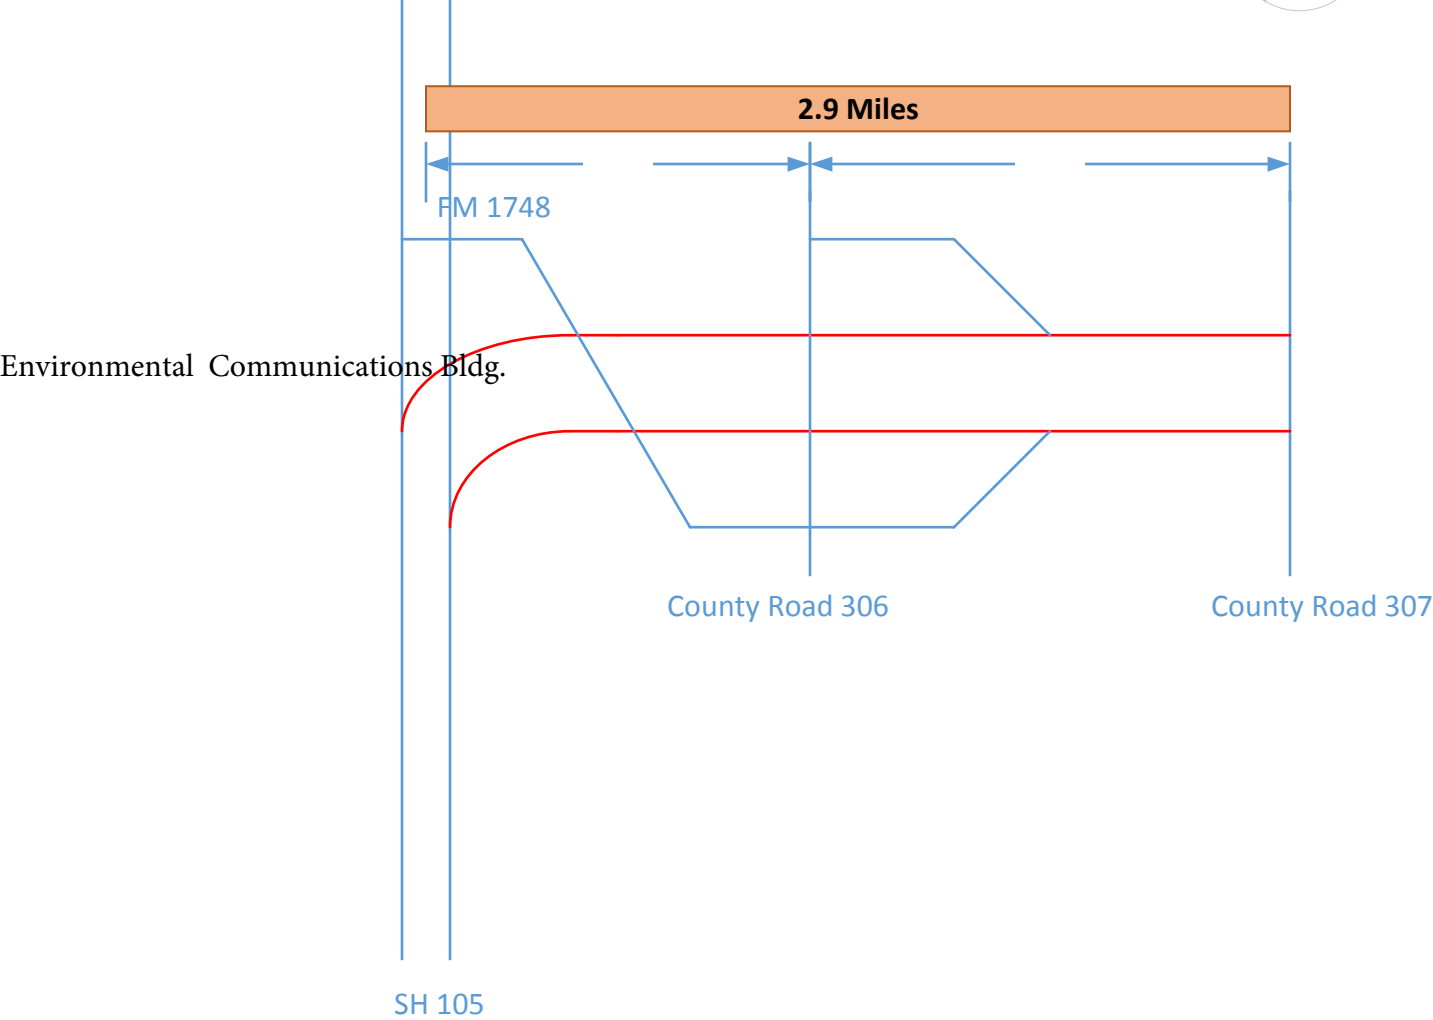 2.9 Miles
FM 1748
Environmental Communications Bldg.
County Road 306
County Road 307
SH 105